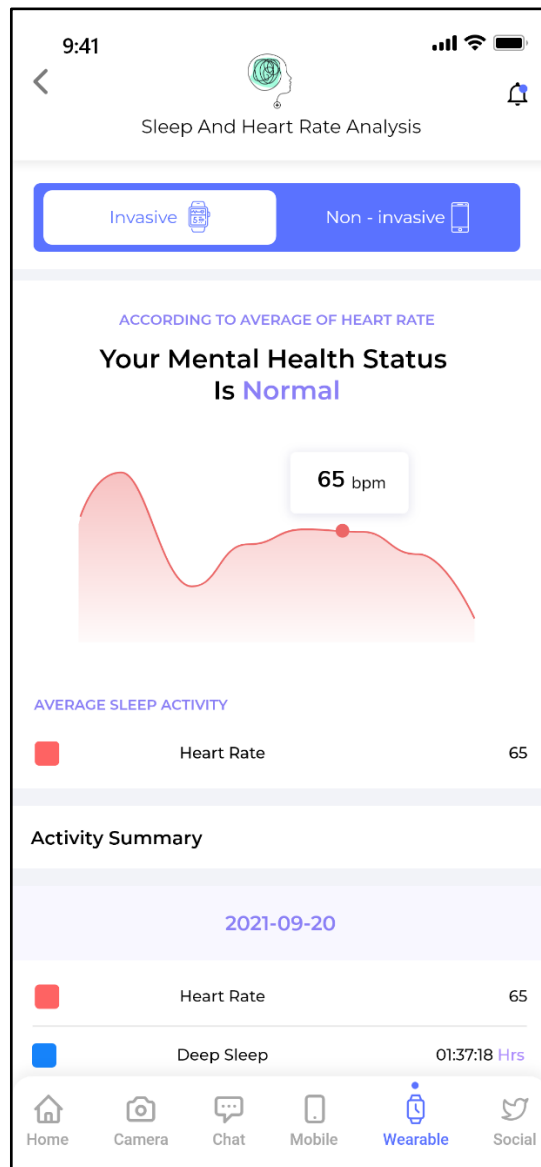 9:41
Sleep And Heart Rate Analysis
Invasive
Non - invasive
ACCORDING TO AVERAGE OF HEART RATE
Your Mental Health Status
Is Normal
65 bpm
AVERAGE SLEEP ACTIVITY
Heart Rate 65
Activity Summary
2021-09-20
Heart Rate 65
Deep Sleep 01:37:18 Hrs
Home Camera Chat Mobile Wearable Social